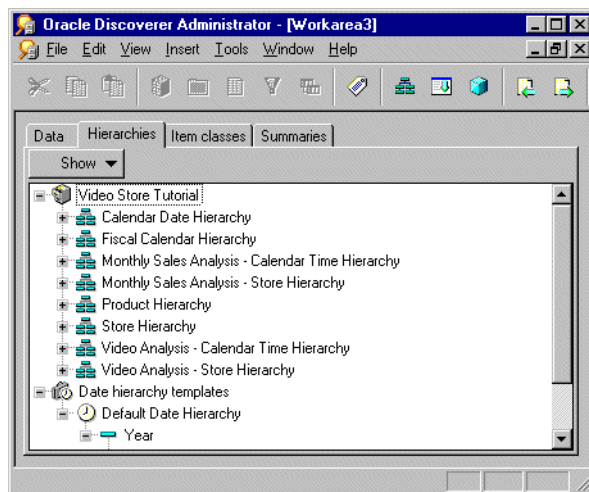 Oracle Discoverer Administrator - [Workarea3]
File Edit View Insert Tools Window Help
Data Hierarchies Item classes Summaries
Show
Video Store Tutorial
Calendar Date Hierarchy
Fiscal Calendar Hierarchy
Monthly Sales Analysis - Calendar Time Hierarchy
Monthly Sales Analysis - Store Hierarchy
Product Hierarchy
Store Hierarchy
Video Analysis - Calendar Time Hierarchy
Video Analysis - Store Hierarchy
Date hierarchy templates
Default Date Hierarchy
Year